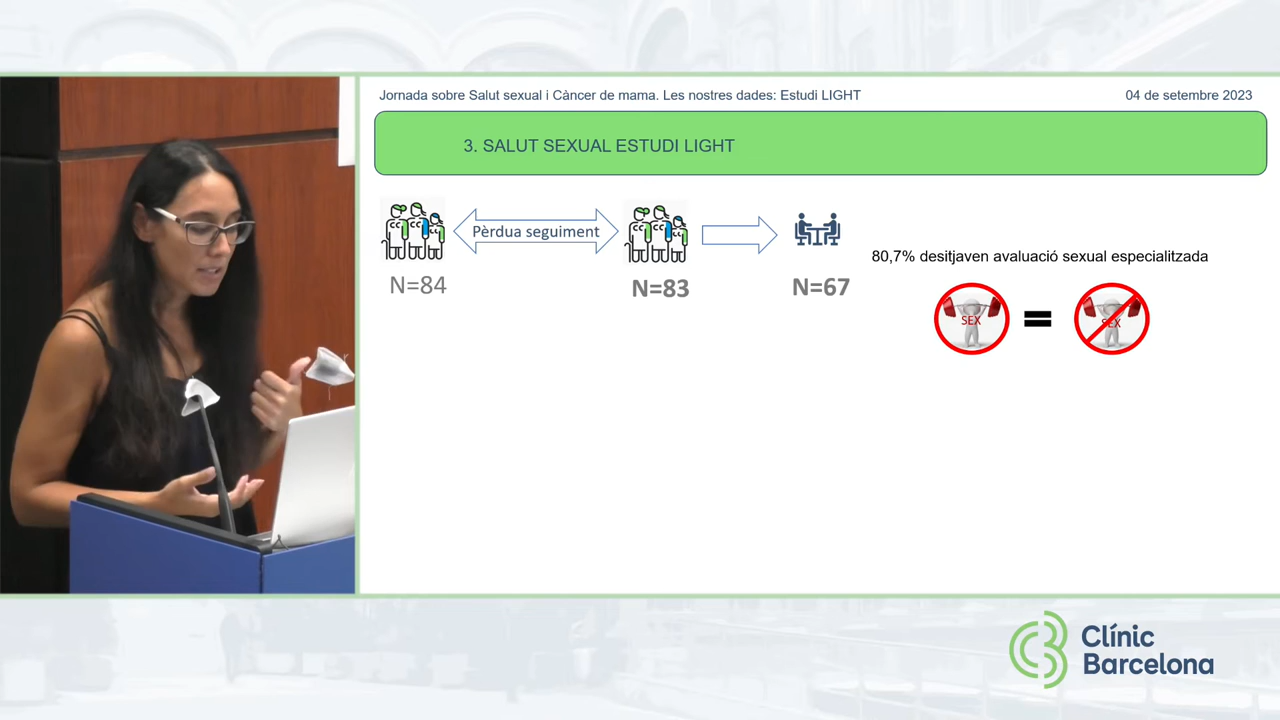 Jornada sobre Salut sexual i Càncer de mama. Les nostres dades: Estudi LIGHT
04 de setembre 2023
3. SALUT SEXUAL ESTUDI LIGHT
Pèrdua seguiment
N=84
N=83
N=67
80,7% desitjaven avaluació sexual especialitzada
SEX
SEX
Clínic
Barcelona